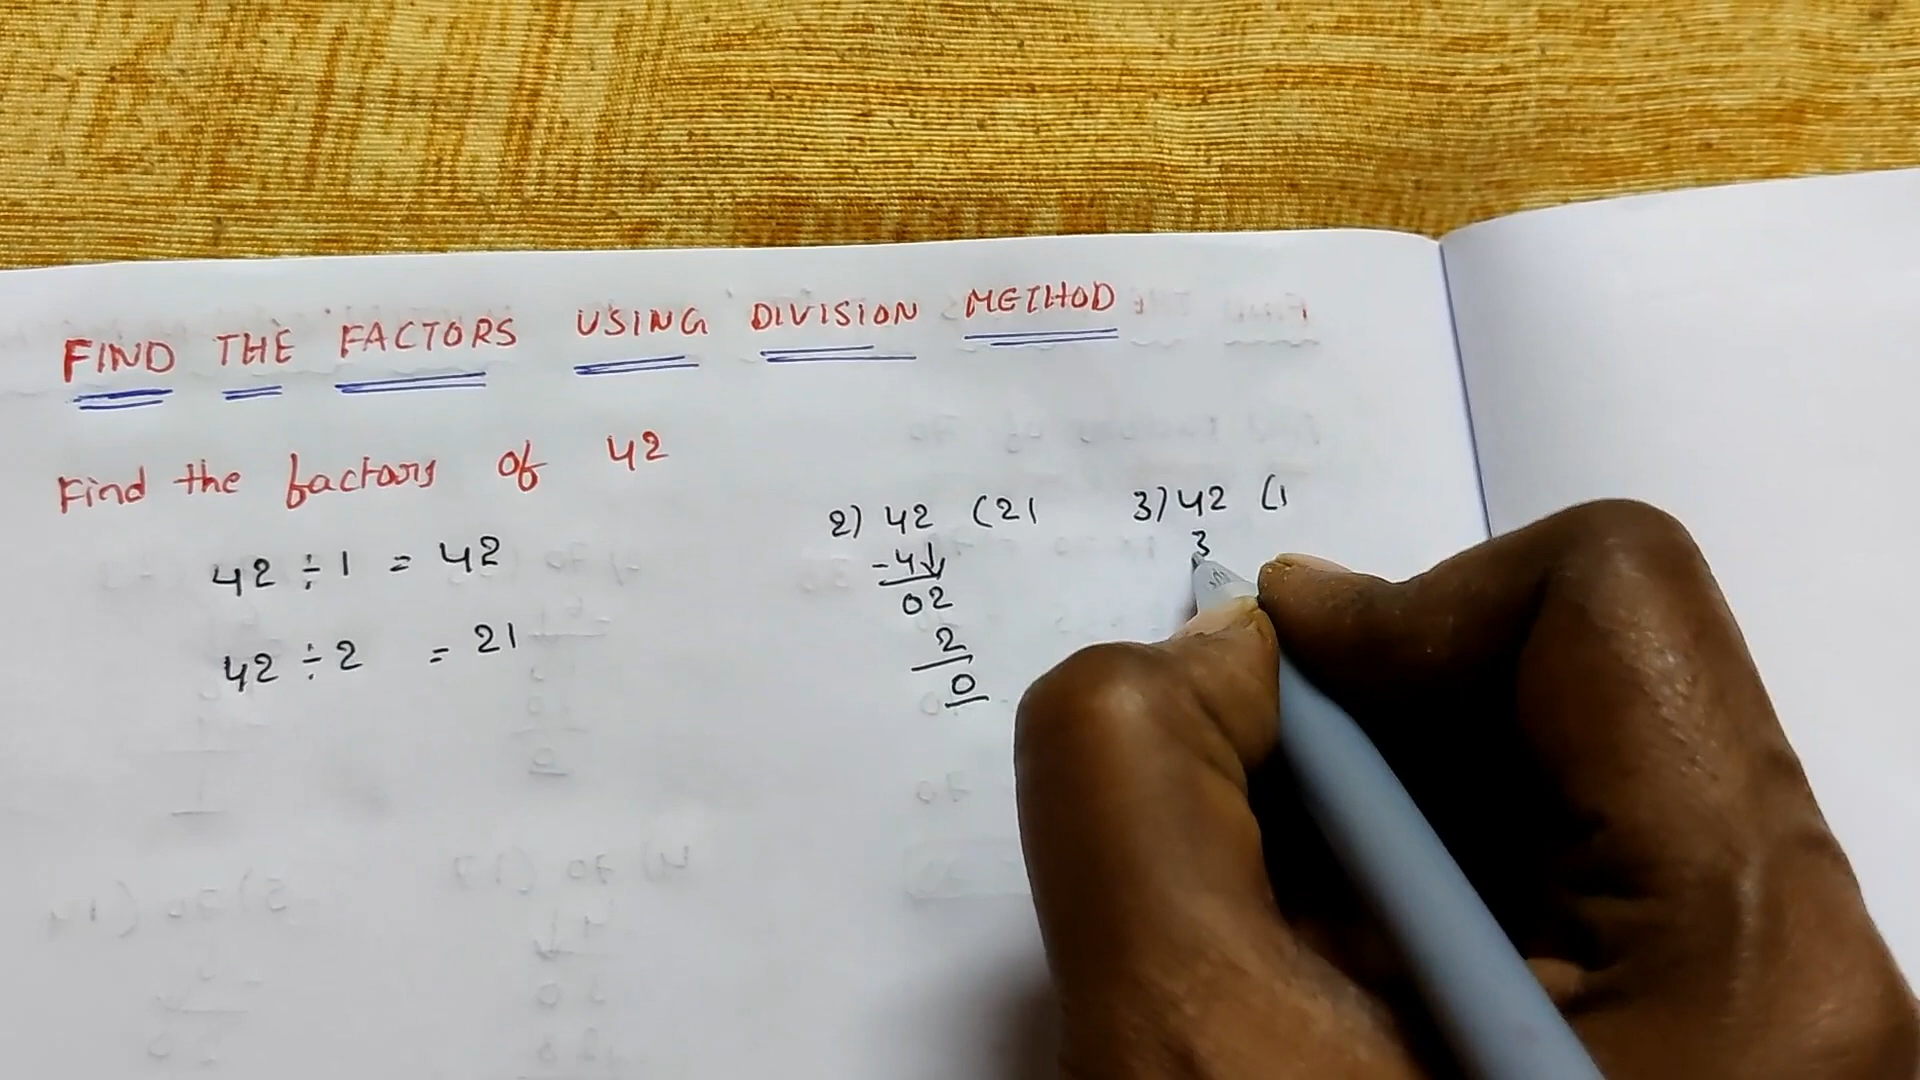 FIND THE FACTORS USING DIVISION METHOD
Find the factors of 42
42 ÷ 1 = 42
42 ÷ 2 = 21
2) 42 (21
-4↓
02
2
0
3) 42 (1
3